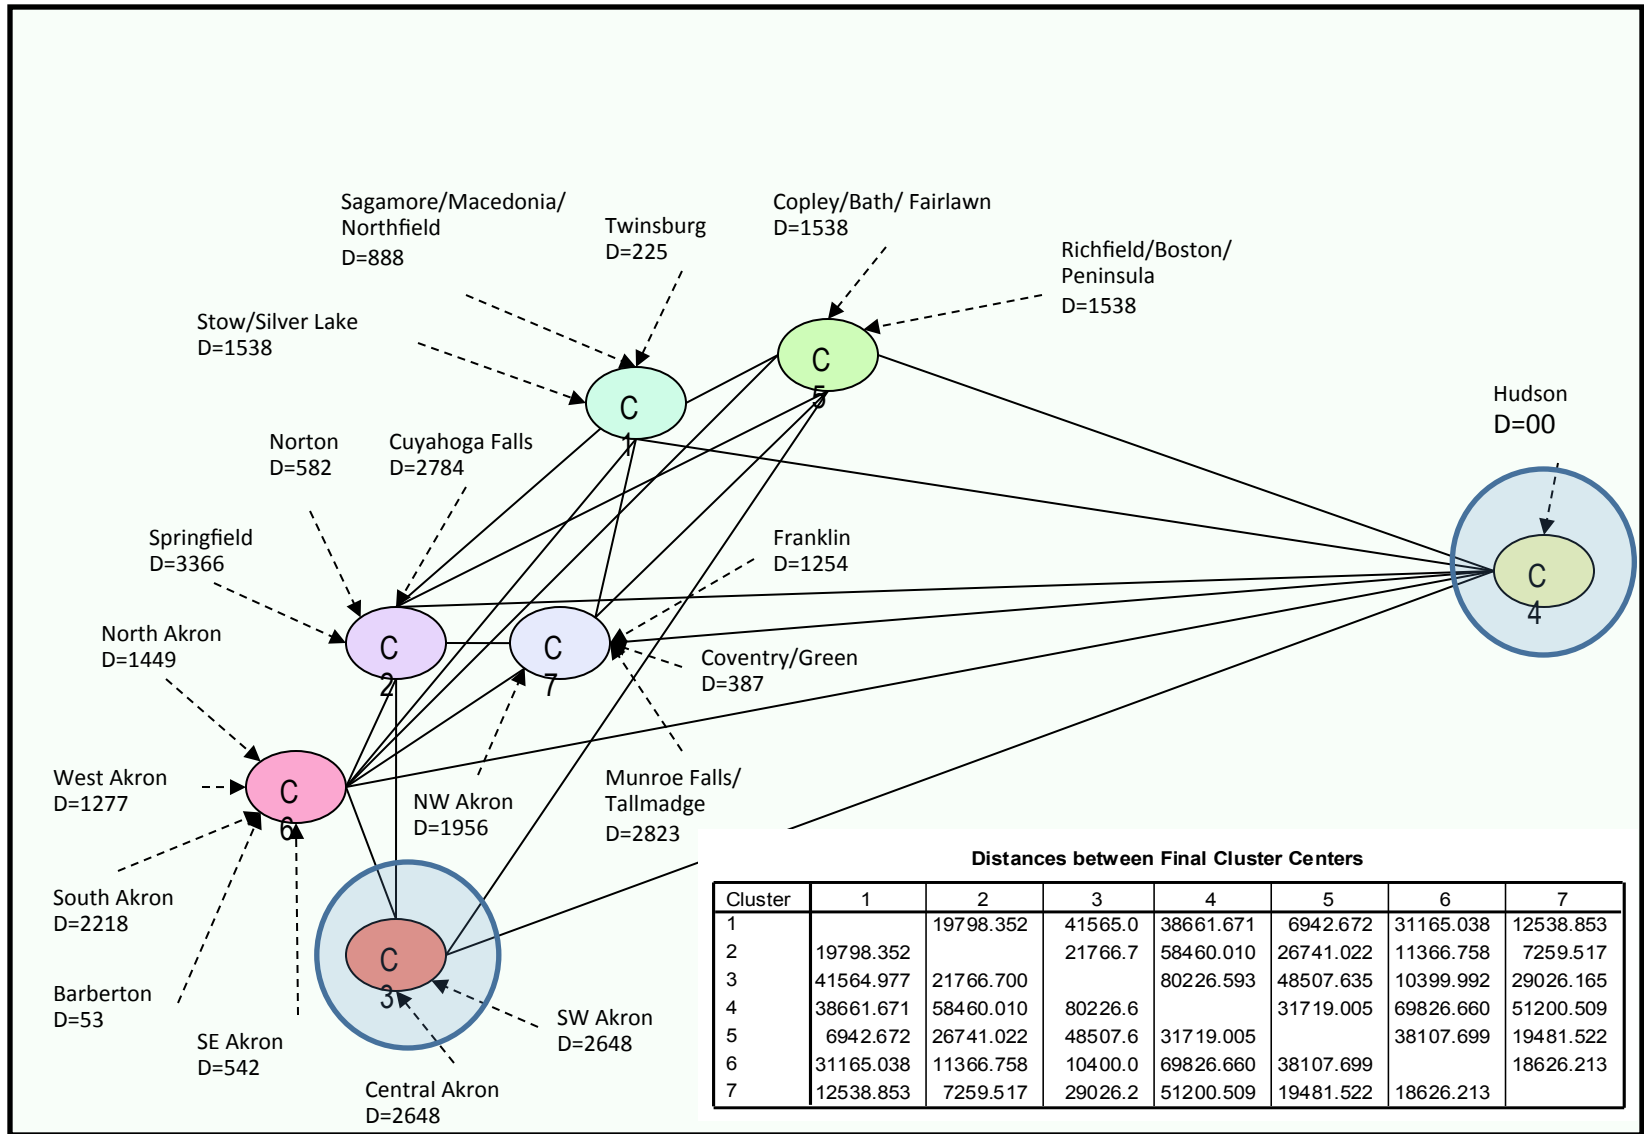 Sagamore/Macedonia/
Northfield
D=888
Twinsburg
D=225
Copley/Bath/ Fairlawn
D=1538
Richfield/Boston/
Peninsula
D=1538
Stow/Silver Lake
D=1538
C
5
C
1
Hudson
D=00
Norton
D=582
Cuyahoga Falls
D=2784
Springfield
D=3366
Franklin
D=1254
C
4
North Akron
D=1449
C
2
C
7
Coventry/Green
D=387
West Akron
D=1277
C
6
NW Akron
D=1956
Munroe Falls/
Tallmadge
D=2823
South Akron
D=2218
C
3
Barberton
D=53
SE Akron
D=542
SW Akron
D=2648
Central Akron
D=2648
Distances between Final Cluster Centers
Cluster 1 2 3 4 5 6 7
1 19798.352 41565.0 38661.671 6942.672 31165.038 12538.853
2 19798.352 21766.7 58460.010 26741.022 11366.758 7259.517
3 41564.977 21766.700 80226.593 48507.635 10399.992 29026.165
4 38661.671 58460.010 80226.6 31719.005 69826.660 51200.509
5 6942.672 26741.022 48507.6 31719.005 38107.699 19481.522
6 31165.038 11366.758 10400.0 69826.660 38107.699 18626.213
7 12538.853 7259.517 29026.2 51200.509 19481.522 18626.213